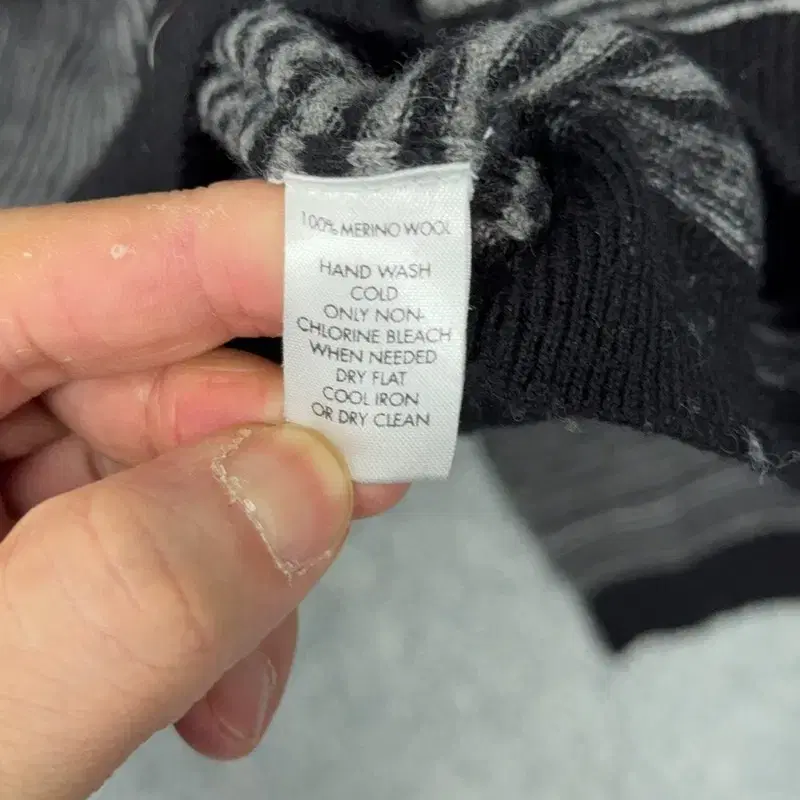 100% MERINO WOOL
HAND WASH
COLD
ONLY NON-
CHLORINE BLEACH
WHEN NEEDED
DRY FLAT
COOL IRON
OR DRY CLEAN